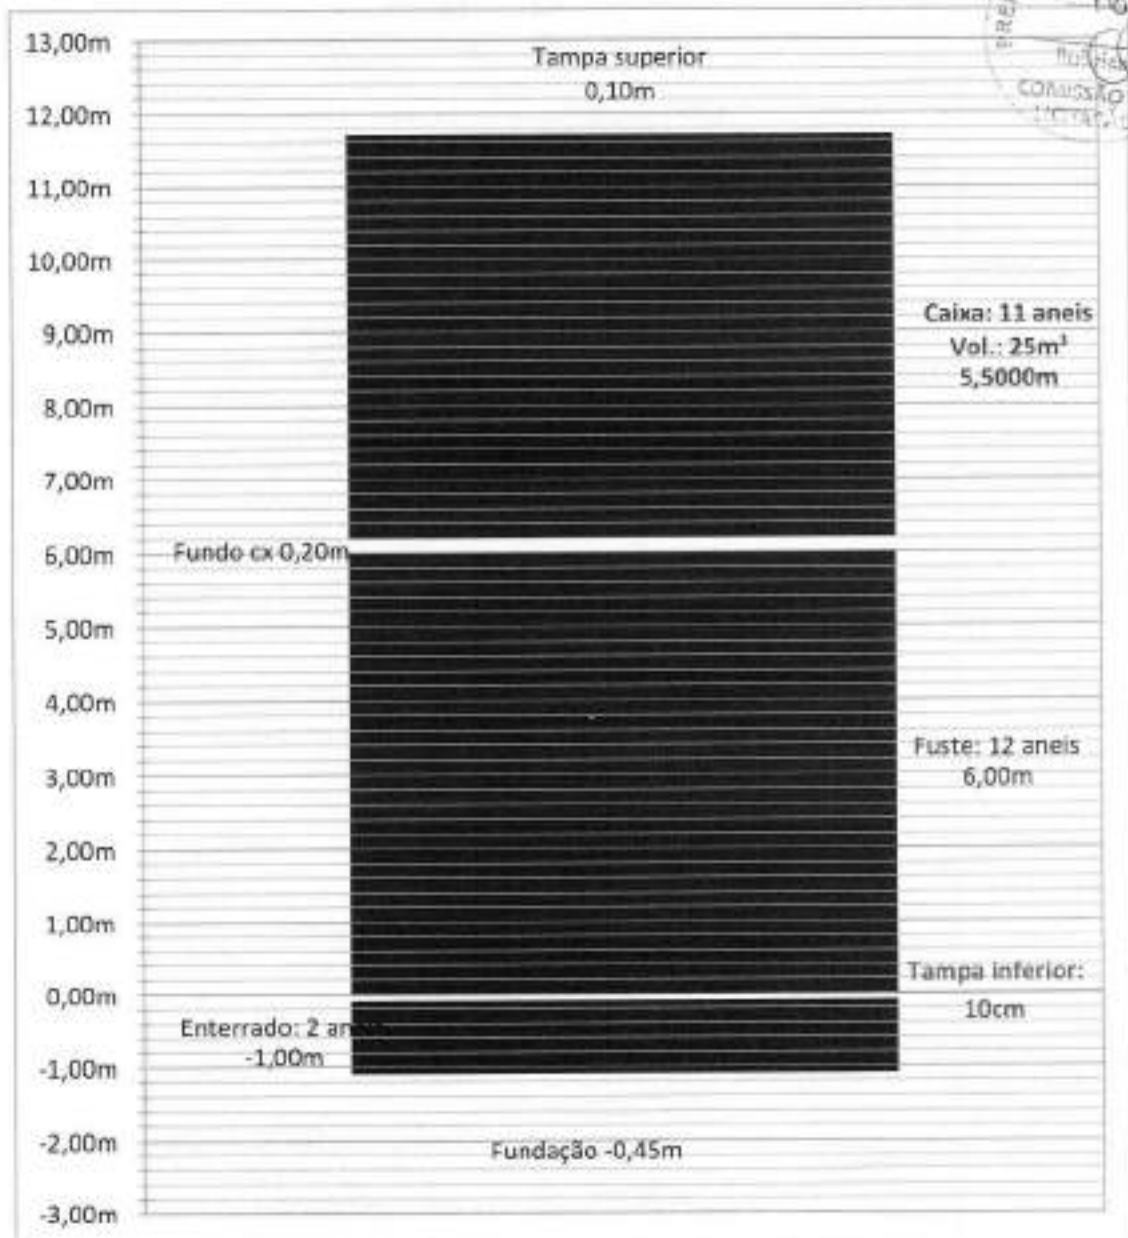 13,00m
Tampa superior
0,10m
COMISSÃO
12,00m
11,00m
10,00m
9,00m
Caixa: 11 aneis
Vol.: 25m³
5,5000m
8,00m
7,00m
6,00m
Fundo cx 0,20m
5,00m
4,00m
Fuste: 12 aneis
6,00m
3,00m
2,00m
1,00m
Tampa inferior:
10cm
0,00m
Enterrado: 2 an
-1,00m
-1,00m
-2,00m
Fundação -0,45m
-3,00m